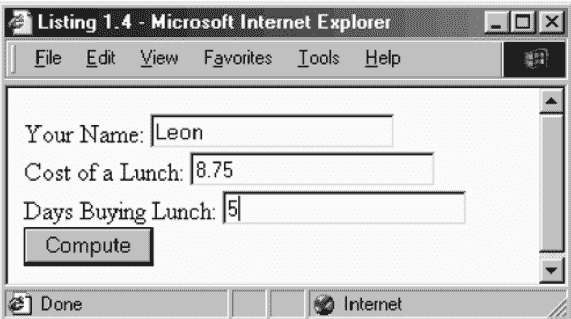 Listing 1.4 - Microsoft Internet Explorer
File Edit View Favorites Tools Help
Your Name: Leon
Cost of a Lunch: 8.75
Days Buying Lunch: 5
Compute
Done Internet